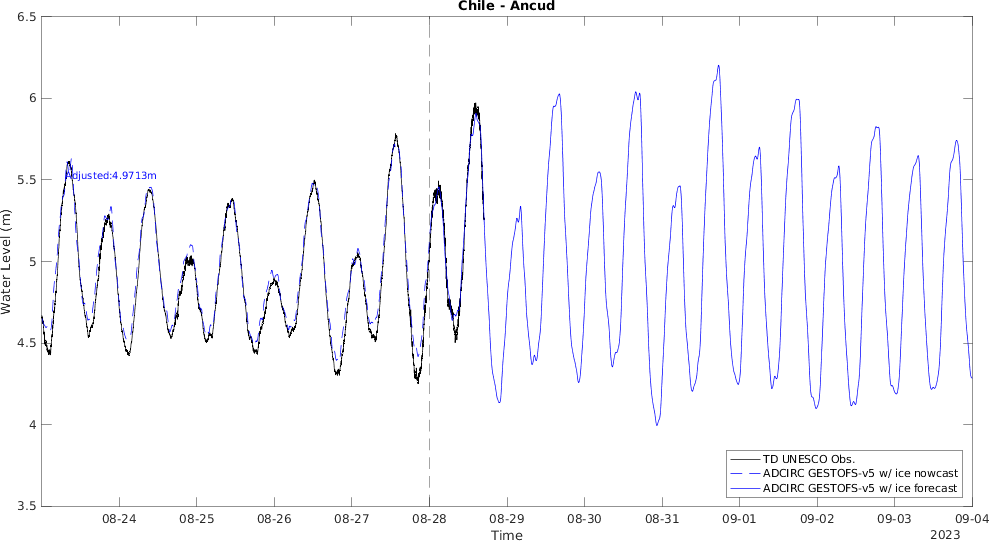 Chile - Ancud
6.5
6
5.5
5
4.5
4
3.5
Water Level (m)
Adjusted:4.9713m
TD UNESCO Obs.
ADCIRC GESTOFS-v5 w/ ice nowcast
ADCIRC GESTOFS-v5 w/ ice forecast
08-24 08-25 08-26 08-27 08-28 08-29 08-30 08-31 09-01 09-02 09-03 09-04
Time
2023